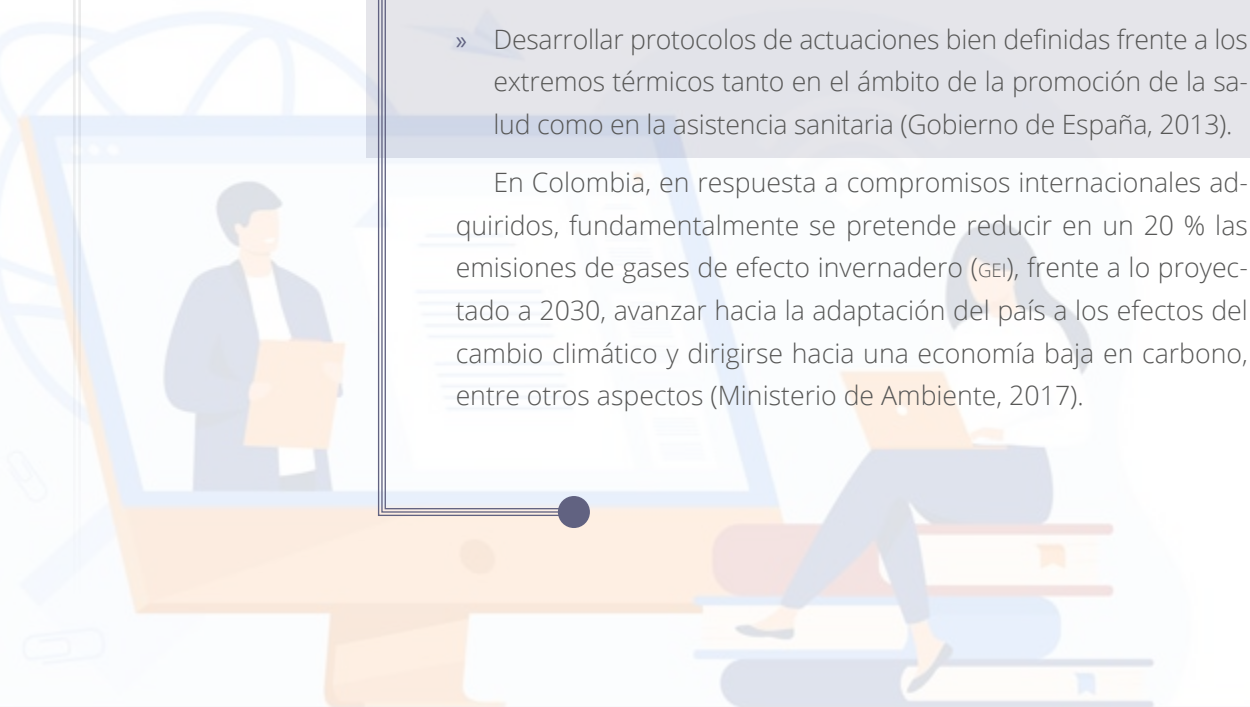 » Desarrollar protocolos de actuaciones bien definidas frente a los
extremos térmicos tanto en el ámbito de la promoción de la sa-
lud como en la asistencia sanitaria (Gobierno de España, 2013).
En Colombia, en respuesta a compromisos internacionales ad-
quiridos, fundamentalmente se pretende reducir en un 20 % las
emisiones de gases de efecto invernadero (GEI), frente a lo proyec-
tado a 2030, avanzar hacia la adaptación del país a los efectos del
cambio climático y dirigirse hacia una economía baja en carbono,
entre otros aspectos (Ministerio de Ambiente, 2017).